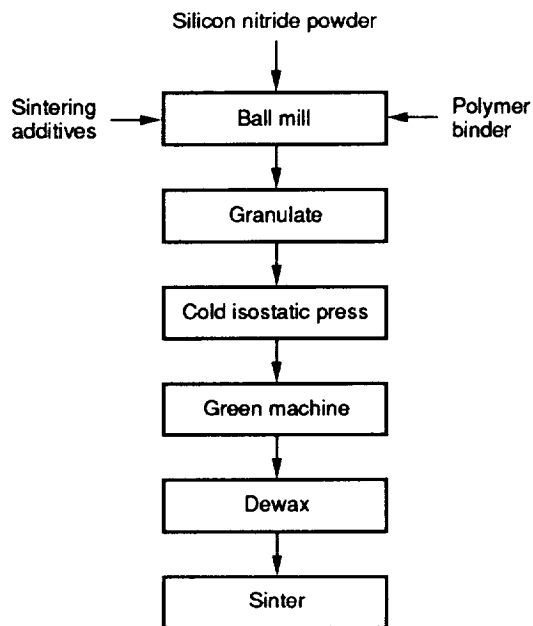 Silicon nitride powder
Sintering
additives
Ball mill
Polymer
binder
Granulate
Cold isostatic press
Green machine
Dewax
Sinter